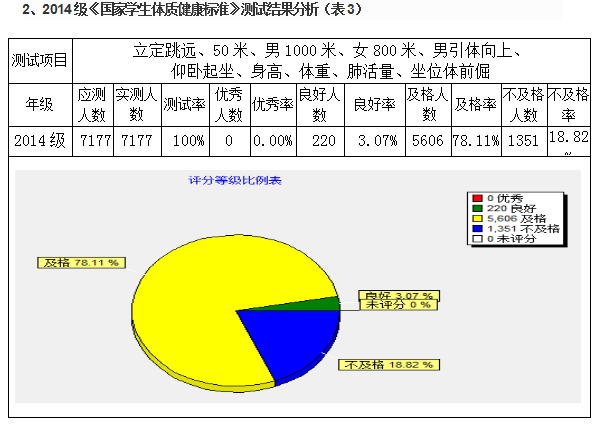 2、2014级《国家学生体质健康标准》测试结果分析（表3）
测试项目
立定跳远、50米、男1000米、女800米、男引体向上、
仰卧起坐、身高、体重、肺活量、坐位体前倔
年级 应测人数 实测人数 测试率 优秀人数 优秀率 良好人数 良好率 及格人数 及格率 不及格人数 不及格率
2014级 7177 7177 100% 0 0.00% 220 3.07% 5606 78.11% 1351 18.82%
评分等级比例表
0 优秀
220 良好
5,606 及格
1,351 不及格
0 未评分
及格 78.11 %
良好 3.07 %
未评分 0 %
不及格 18.82 %